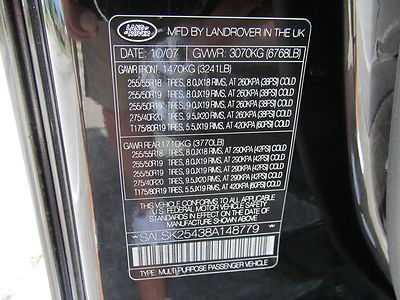 LAND ROVER
MFD BY LANDROVER IN THE UK
DATE: 10/07 GVWR: 3070KG (6768LB)
GAWR FRONT 1470KG (3241LB)
255/55R18 TIRES, 8.0JX18 RIMS, AT 260KPA (38PSI) COLD
255/50R19 TIRES, 8.0JX19 RIMS, AT 260KPA (38PSI) COLD
255/50R19 TIRES, 9.0JX19 RIMS, AT 260KPA (38PSI) COLD
275/40R20 TIRES, 9.5JX20 RIMS, AT 260KPA (38PSI) COLD
T175/80R19 TIRES, 5.5JX19 RIMS, AT 420KPA (60PSI) COLD
GAWR REAR 1710KG (3770LB)
255/55R18 TIRES, 8.0JX18 RIMS, AT 290KPA (42PSI) COLD
255/50R19 TIRES, 8.0JX19 RIMS, AT 290KPA (42PSI) COLD
255/50R19 TIRES, 9.0JX19 RIMS, AT 290KPA (42PSI) COLD
275/40R20 TIRES, 9.5JX20 RIMS, AT 290KPA (42PSI) COLD
T175/80R19 TIRES, 5.5JX19 RIMS, AT 420KPA (60PSI) COLD
THIS VEHICLE CONFORMS TO ALL APPLICABLE
U.S. FEDERAL MOTOR VEHICLE SAFETY
AND THEFT PREVENTION STANDARDS IN EFFECT
ON THE DATE OF MANUFACTURE SHOWN ABOVE
SALSK25438A148779
TYPE: MULTI PURPOSE PASSENGER VEHICLE